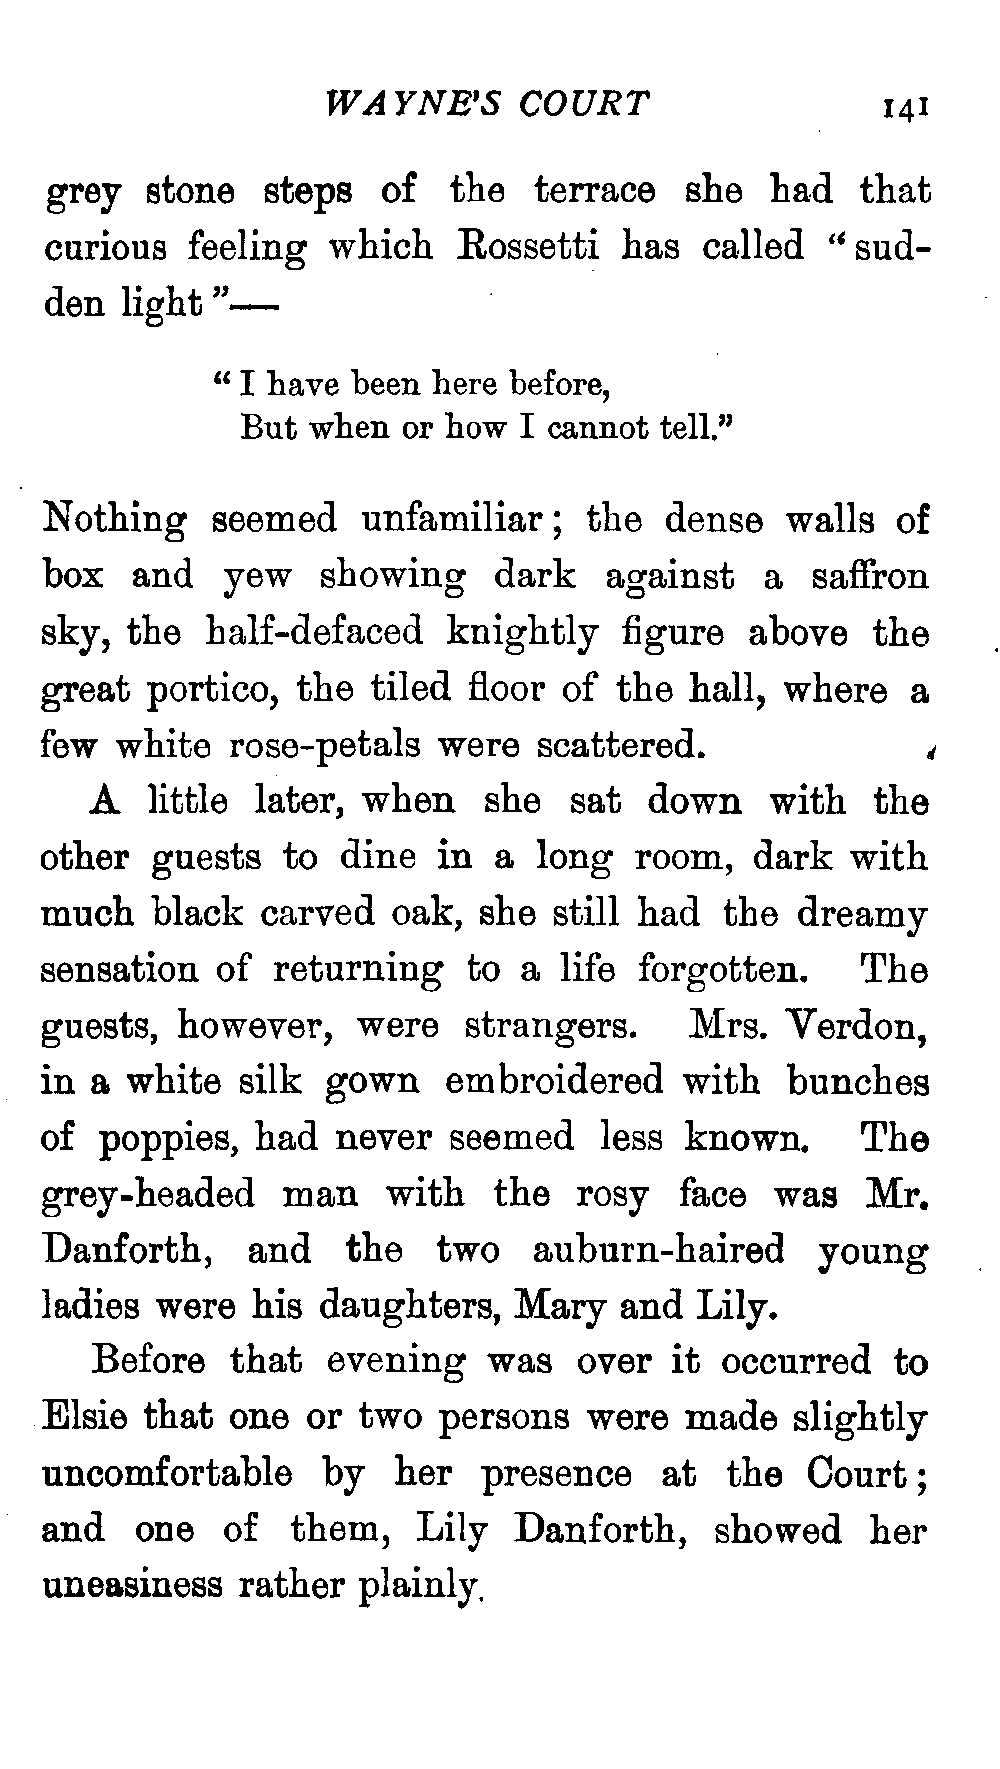 WAYNE'S COURT 141
grey stone steps of the terrace she had that
curious feeling which Rossetti has called "sud-
den light"—
"I have been here before,
But when or how I cannot tell."
Nothing seemed unfamiliar; the dense walls of
box and yew showing dark against a saffron
sky, the half-defaced knightly figure above the
great portico, the tiled floor of the hall, where a
few white rose-petals were scattered.
A little later, when she sat down with the
other guests to dine in a long room, dark with
much black carved oak, she still had the dreamy
sensation of returning to a life forgotten. The
guests, however, were strangers. Mrs. Verdon,
in a white silk gown embroidered with bunches
of poppies, had never seemed less known. The
grey-headed man with the rosy face was Mr.
Danforth, and the two auburn-haired young
ladies were his daughters, Mary and Lily.
Before that evening was over it occurred to
Elsie that one or two persons were made slightly
uncomfortable by her presence at the Court;
and one of them, Lily Danforth, showed her
uneasiness rather plainly.